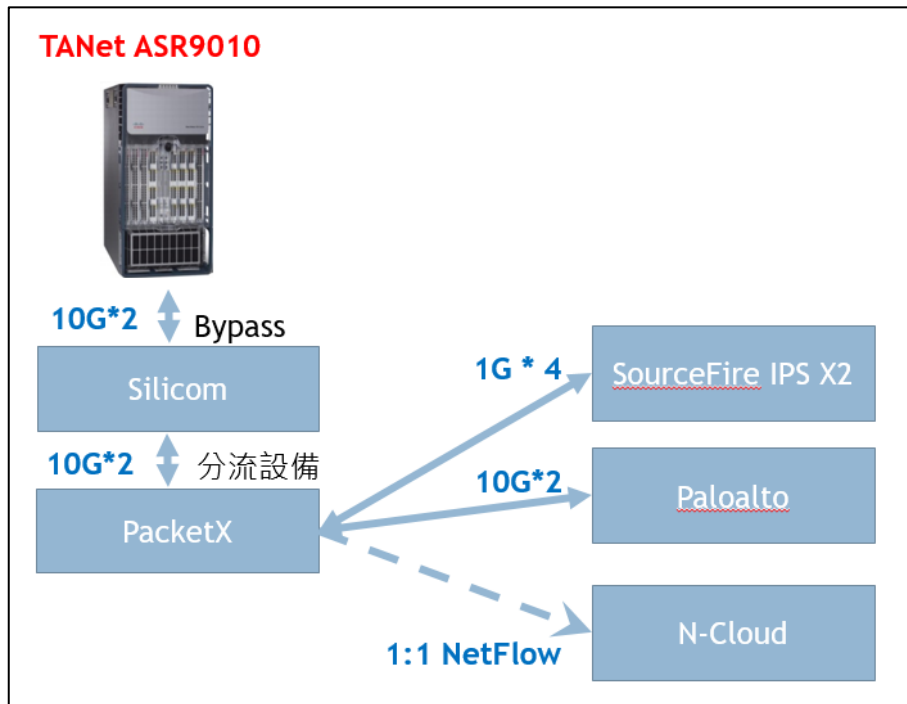 TANet ASR9010
10G*2
Bypass
Silicom
10G*2
分流設備
PacketX
1G * 4
SourceFire IPS X2
10G*2
Paloalto
1:1 NetFlow
N-Cloud